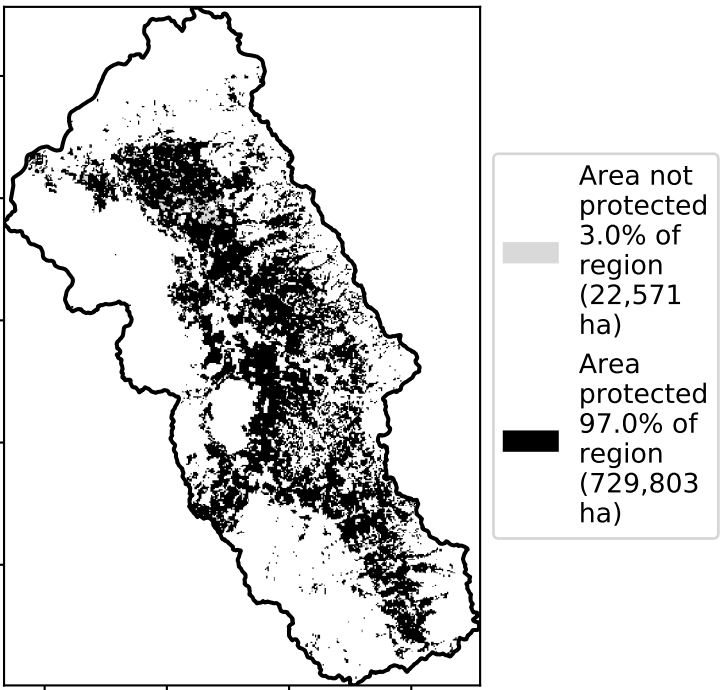 Area not
protected
3.0% of
region
(22,571
ha)
Area
protected
97.0% of
region
(729,803
ha)